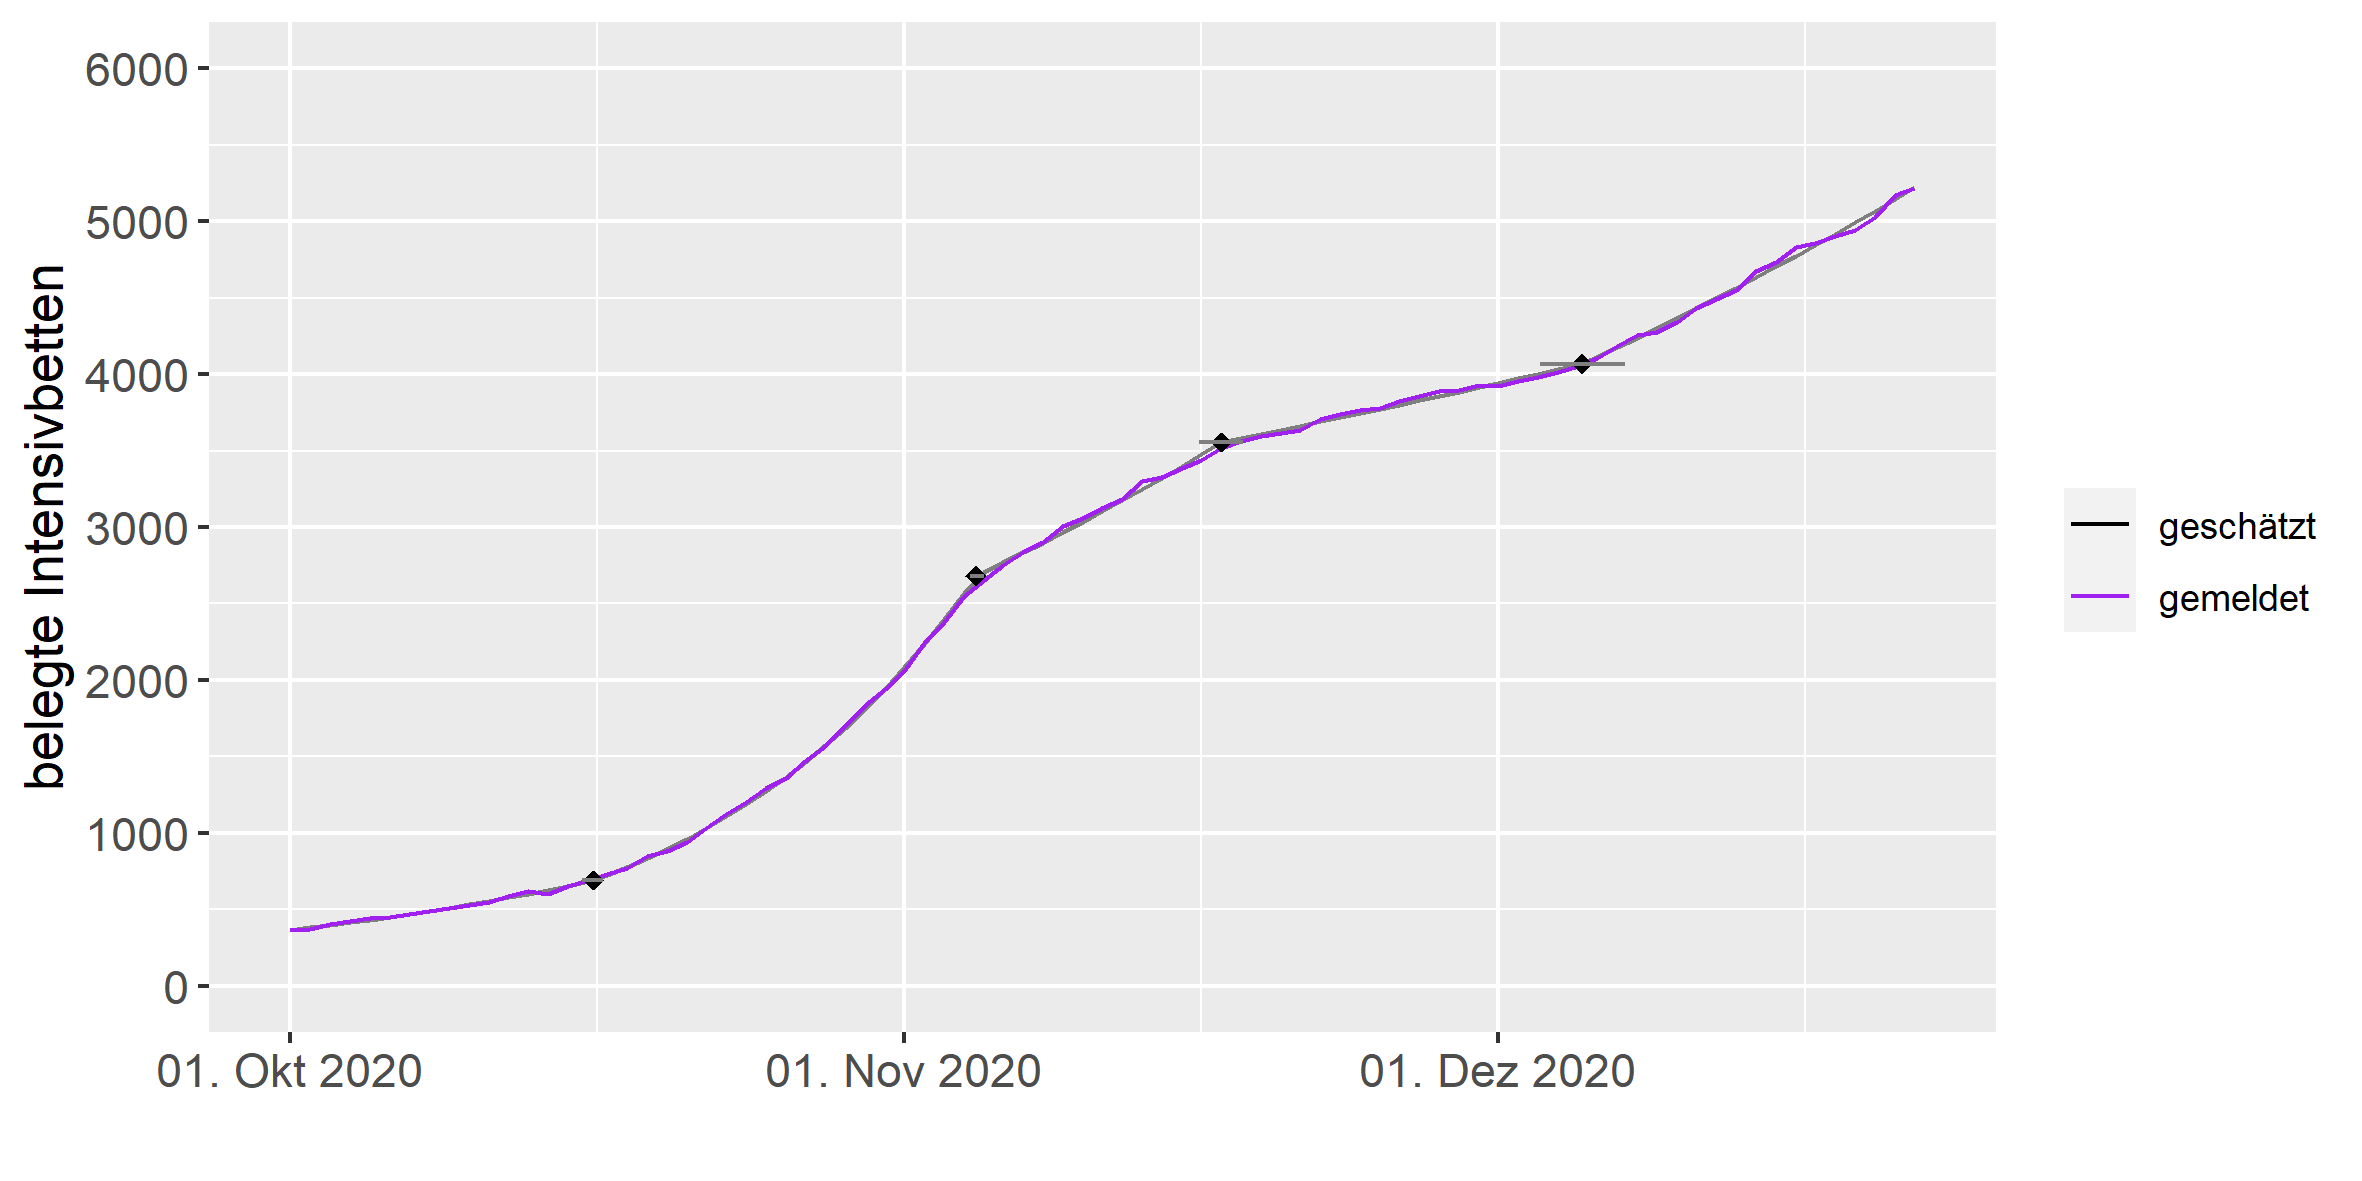 belegte Intensivbetten
6000
5000
4000
3000
2000
1000
0
01. Okt 2020
01. Nov 2020
01. Dez 2020
geschätzt
gemeldet